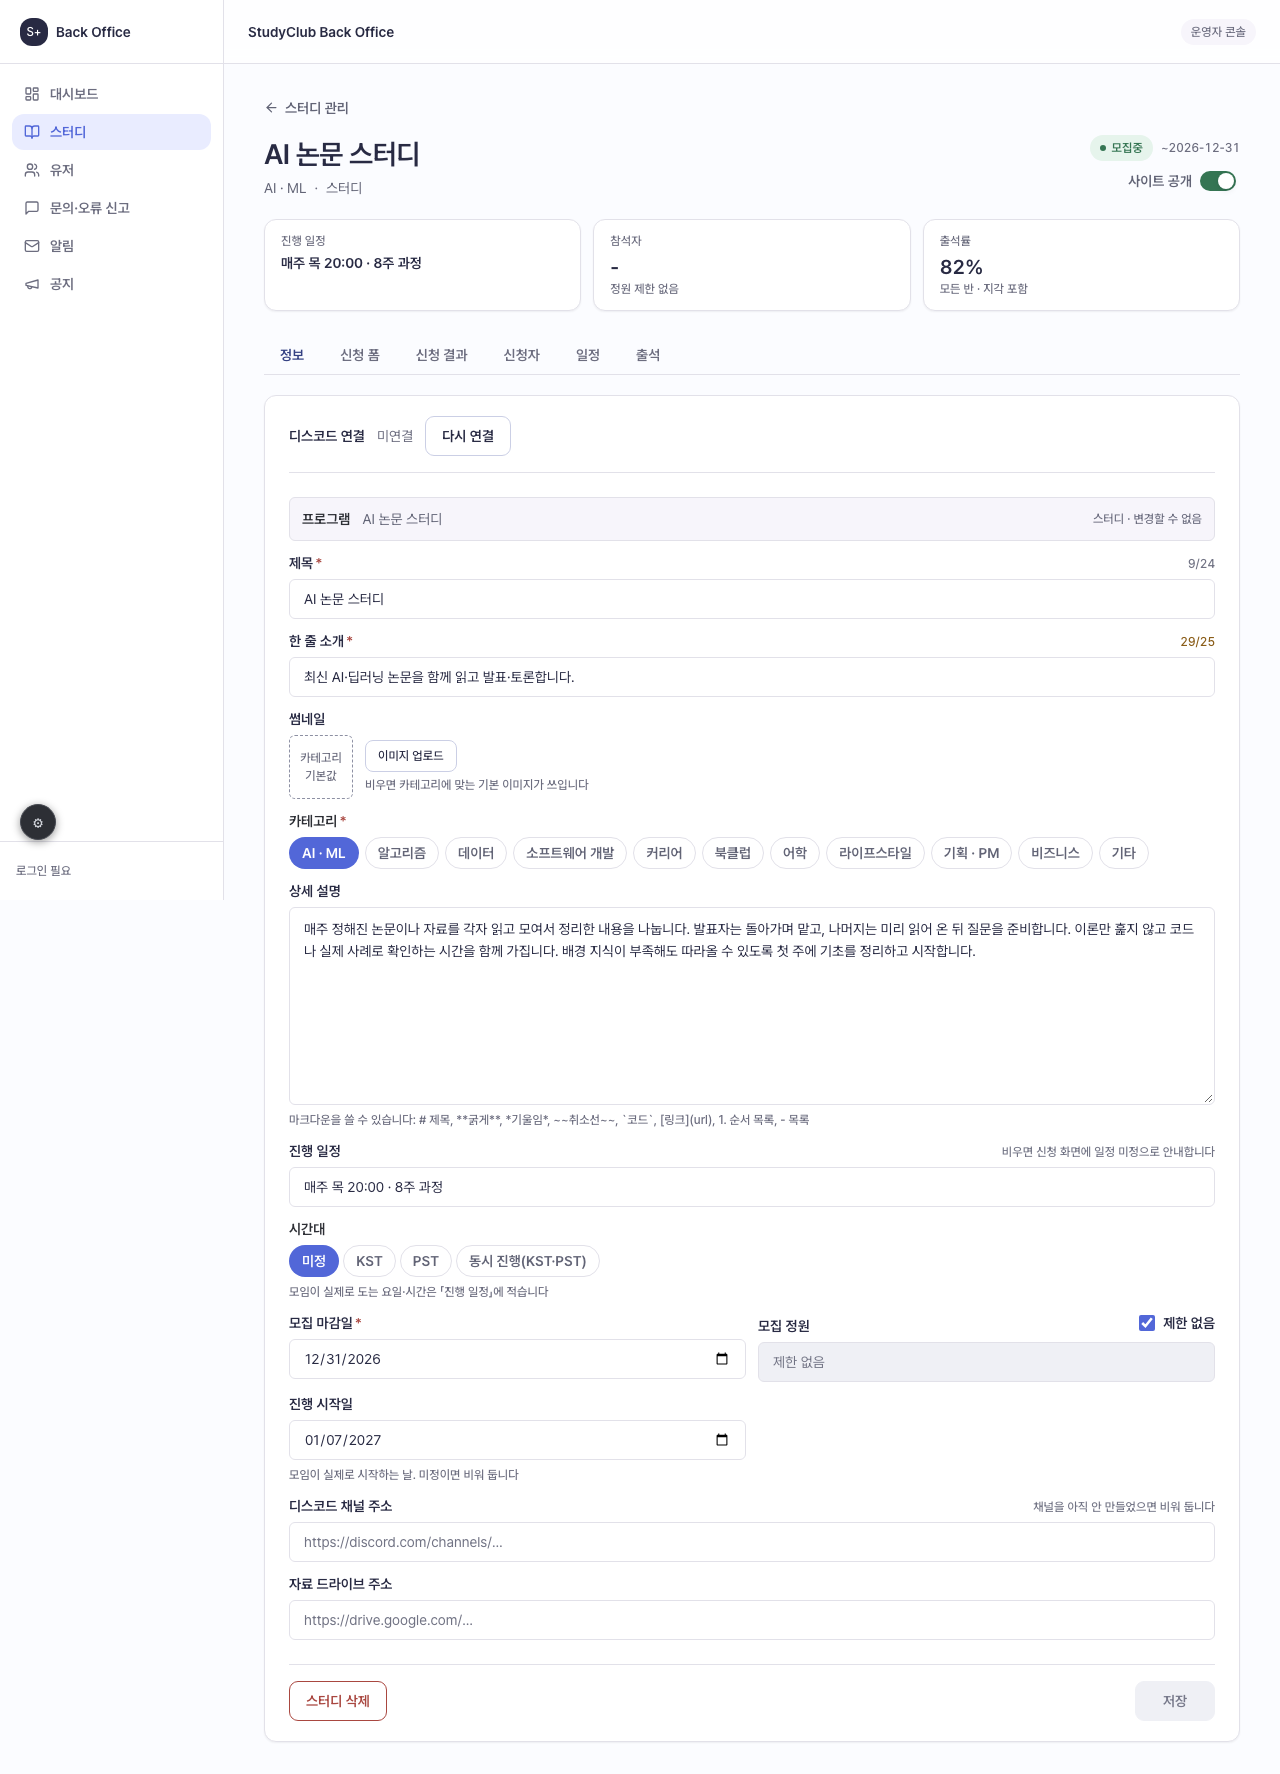 S+ Back Office
StudyClub Back Office
운영자 콘솔
대시보드
스터디
유저
문의·오류 신고
알림
공지
로그인 필요
← 스터디 관리
AI 논문 스터디
모집중 ~2026-12-31
AI · ML · 스터디
사이트 공개
진행 일정
매주 목 20:00 · 8주 과정
참석자
-
정원 제한 없음
출석률
82%
모든 반 · 지각 포함
정보 신청 폼 신청 결과 신청자 일정 출석
디스코드 연결 미연결 다시 연결
프로그램 AI 논문 스터디 스터디 · 변경할 수 없음
제목* 9/24
AI 논문 스터디
한 줄 소개* 29/25
최신 AI·딥러닝 논문을 함께 읽고 발표·토론합니다.
썸네일
카테고리
기본값
이미지 업로드
비우면 카테고리에 맞는 기본 이미지가 쓰입니다
카테고리*
AI · ML 알고리즘 데이터 소프트웨어 개발 커리어 북클럽 어학 라이프스타일 기획 · PM 비즈니스 기타
상세 설명
매주 정해진 논문이나 자료를 각자 읽고 모여서 정리한 내용을 나눕니다. 발표자는 돌아가며 맡고, 나머지는 미리 읽어 온 뒤 질문을 준비합니다. 이론만 훑지 않고 코드
나 실제 사례로 확인하는 시간을 함께 가집니다. 배경 지식이 부족해도 따라올 수 있도록 첫 주에 기초를 정리하고 시작합니다.
마크다운을 쓸 수 있습니다: # 제목, **굵게**, *기울임*, ~~취소선~~, `코드`, [링크](url), 1. 순서 목록, - 목록
진행 일정 비우면 신청 화면에 일정 미정으로 안내합니다
매주 목 20:00 · 8주 과정
시간대
미정 KST PST 동시 진행(KST·PST)
모임이 실제로 도는 요일·시간은 「진행 일정」에 적습니다
모집 마감일*
12/31/2026
모집 정원 제한 없음
제한 없음
진행 시작일
01/07/2027
모임이 실제로 시작하는 날. 미정이면 비워 둡니다
디스코드 채널 주소 채널을 아직 안 만들었으면 비워 둡니다
https://discord.com/channels/...
자료 드라이브 주소
https://drive.google.com/...
스터디 삭제 저장